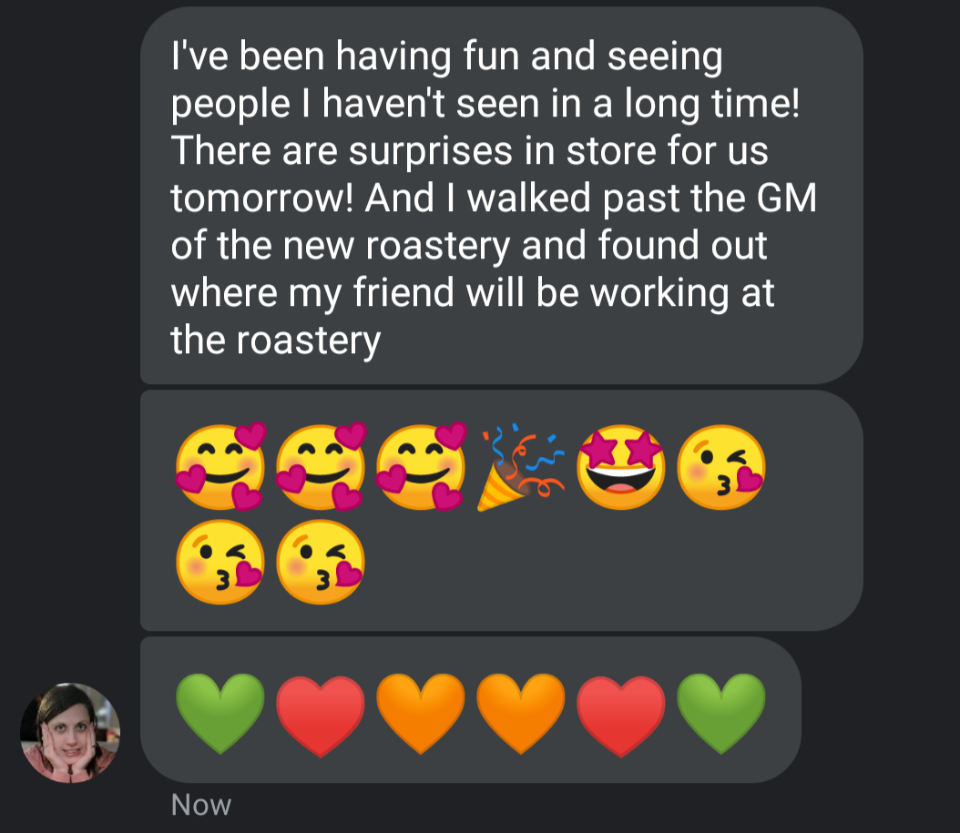 I've been having fun and seeing
people I haven't seen in a long time!
There are surprises in store for us
tomorrow! And I walked past the GM
of the new roastery and found out
where my friend will be working at
the roastery
🥰🥰🥰🎉🤩😘
😘😘
💚❤️🧡🧡❤️💚
Now